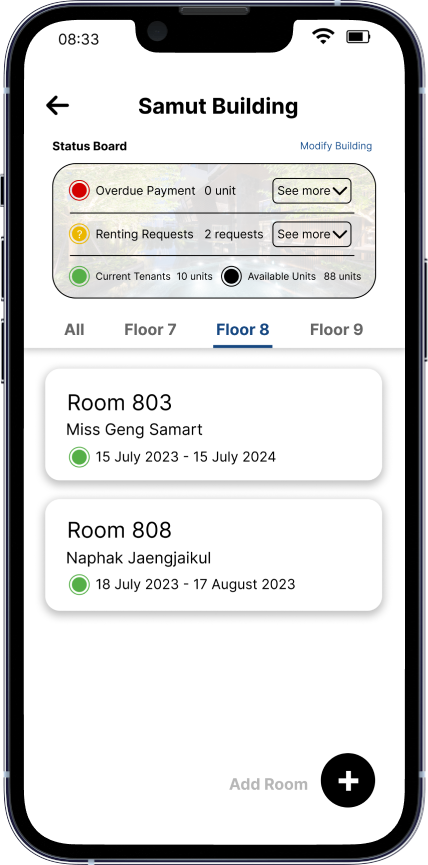 08:33
Samut Building
Status Board
Modify Building
Overdue Payment 0 unit See more
? Renting Requests 2 requests See more
Current Tenants 10 units Available Units 88 units
All Floor 7 Floor 8 Floor 9
Room 803
Miss Geng Samart
15 July 2023 - 15 July 2024
Room 808
Naphak Jaengjaikul
18 July 2023 - 17 August 2023
Add Room +